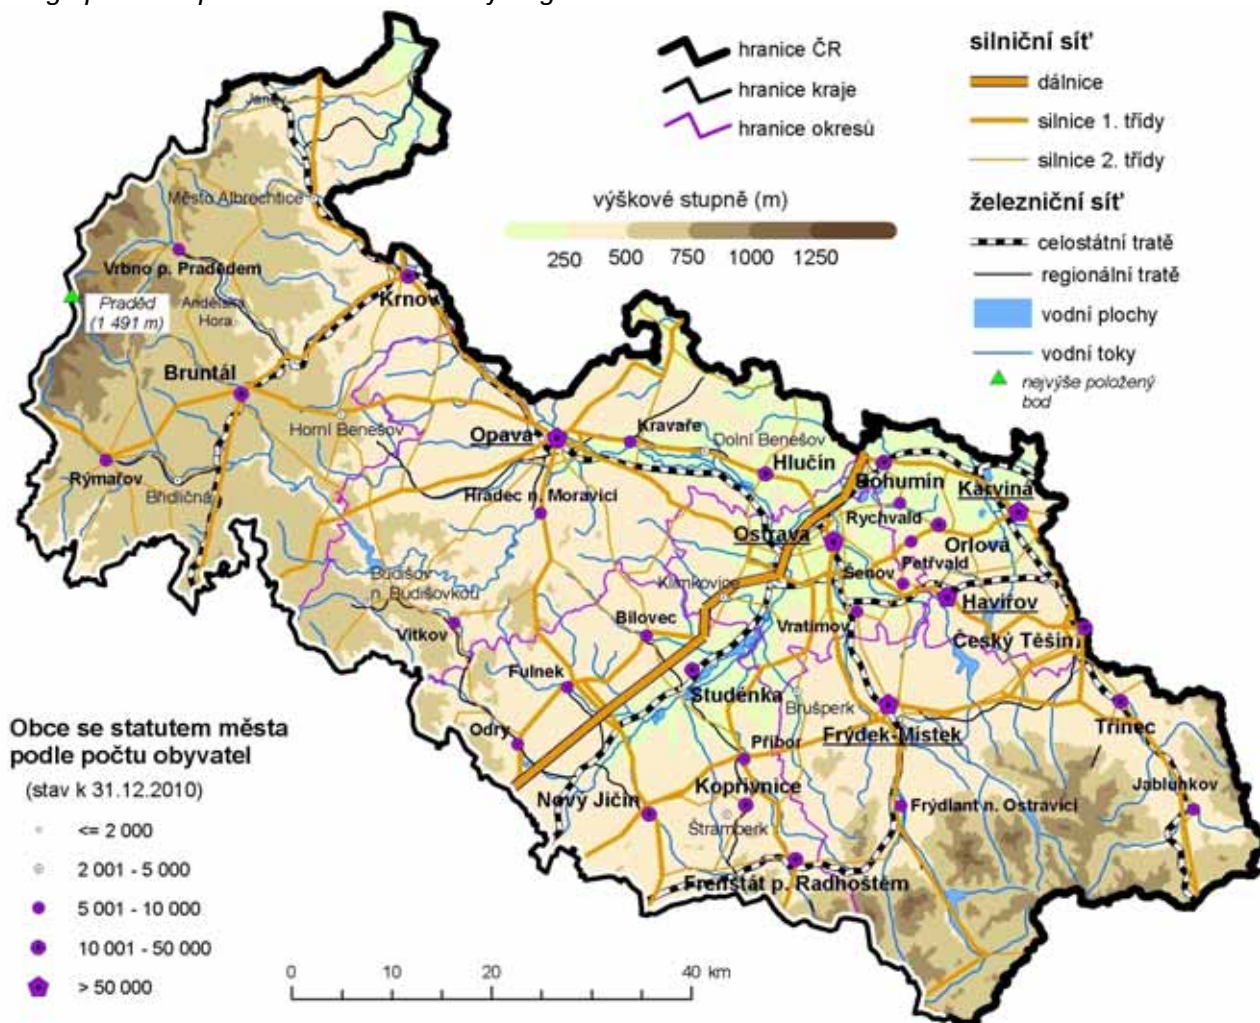 hranice ČR
hranice kraje
hranice okresů
silniční síť
dálnice
silnice 1. třídy
silnice 2. třídy
železniční síť
celostátní tratě
regionální tratě
vodní plochy
vodní toky
nejvýše položený
bod
výškové stupně (m)
250 500 750 1000 1250
Město Albrechtice
Vrbno p. Pradědem
Praděd
(1 491 m)
Andělská
Hora
Krnov
Bruntál
Horní Benešov
Rýmařov
Břidličná
Opava
Kravaře
Dolní Benešov
Hlučín
Hradec n. Moravicí
Bohumín
Karviná
Rychvald
Ostrava
Orlová
Petřvald
Šenov
Klimkovice
Havířov
Budišov
n. Budišovkou
Vítkov
Bílovec
Vratimov
Český Těšín
Fulnek
Studénka
Brušperk
Třinec
Odry
Příbor
Frýdek-Místek
Kopřivnice
Nový Jičín
Štramberk
Frýdlant n. Ostravicí
Jablunkov
Frenštát p. Radhoštěm
Obce se statutem města
podle počtu obyvatel
(stav k 31.12.2010)
<= 2 000
2 001 - 5 000
5 001 - 10 000
10 001 - 50 000
> 50 000
0 10 20 40 km